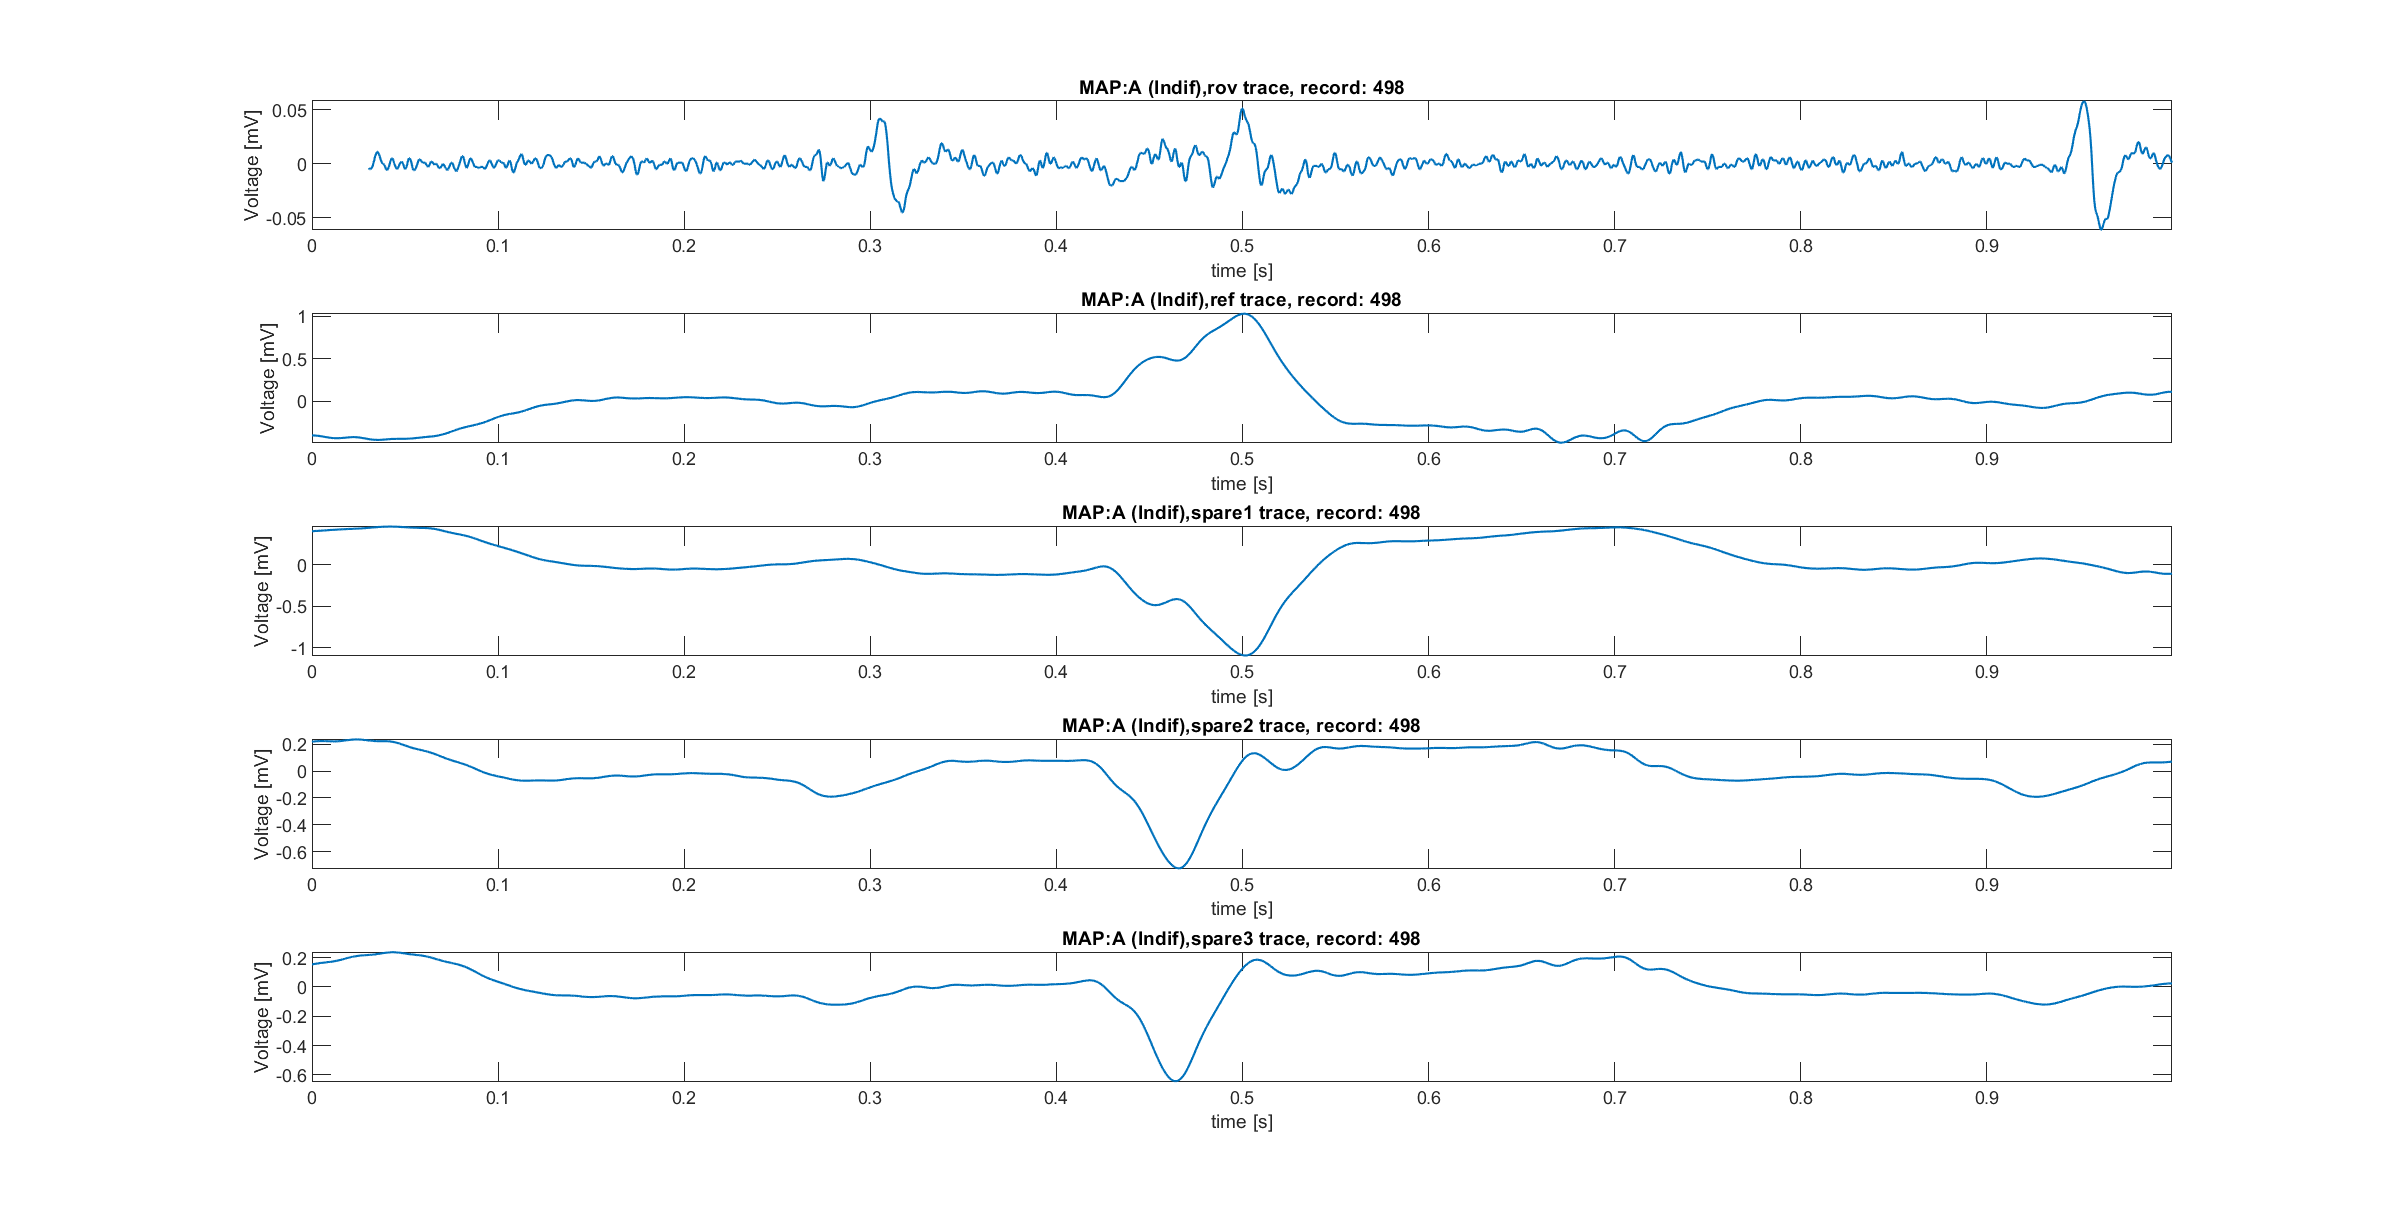 MAP:A (Indif),rov trace, record: 498
Voltage [mV]
0.05
0
-0.05
0 0.1 0.2 0.3 0.4 0.5 0.6 0.7 0.8 0.9
time [s]
MAP:A (Indif),ref trace, record: 498
Voltage [mV]
1
0.5
0
0 0.1 0.2 0.3 0.4 0.5 0.6 0.7 0.8 0.9
time [s]
MAP:A (Indif),spare1 trace, record: 498
Voltage [mV]
0
-0.5
-1
0 0.1 0.2 0.3 0.4 0.5 0.6 0.7 0.8 0.9
time [s]
MAP:A (Indif),spare2 trace, record: 498
Voltage [mV]
0.2
0
-0.2
-0.4
-0.6
0 0.1 0.2 0.3 0.4 0.5 0.6 0.7 0.8 0.9
time [s]
MAP:A (Indif),spare3 trace, record: 498
Voltage [mV]
0.2
0
-0.2
-0.4
-0.6
0 0.1 0.2 0.3 0.4 0.5 0.6 0.7 0.8 0.9
time [s]